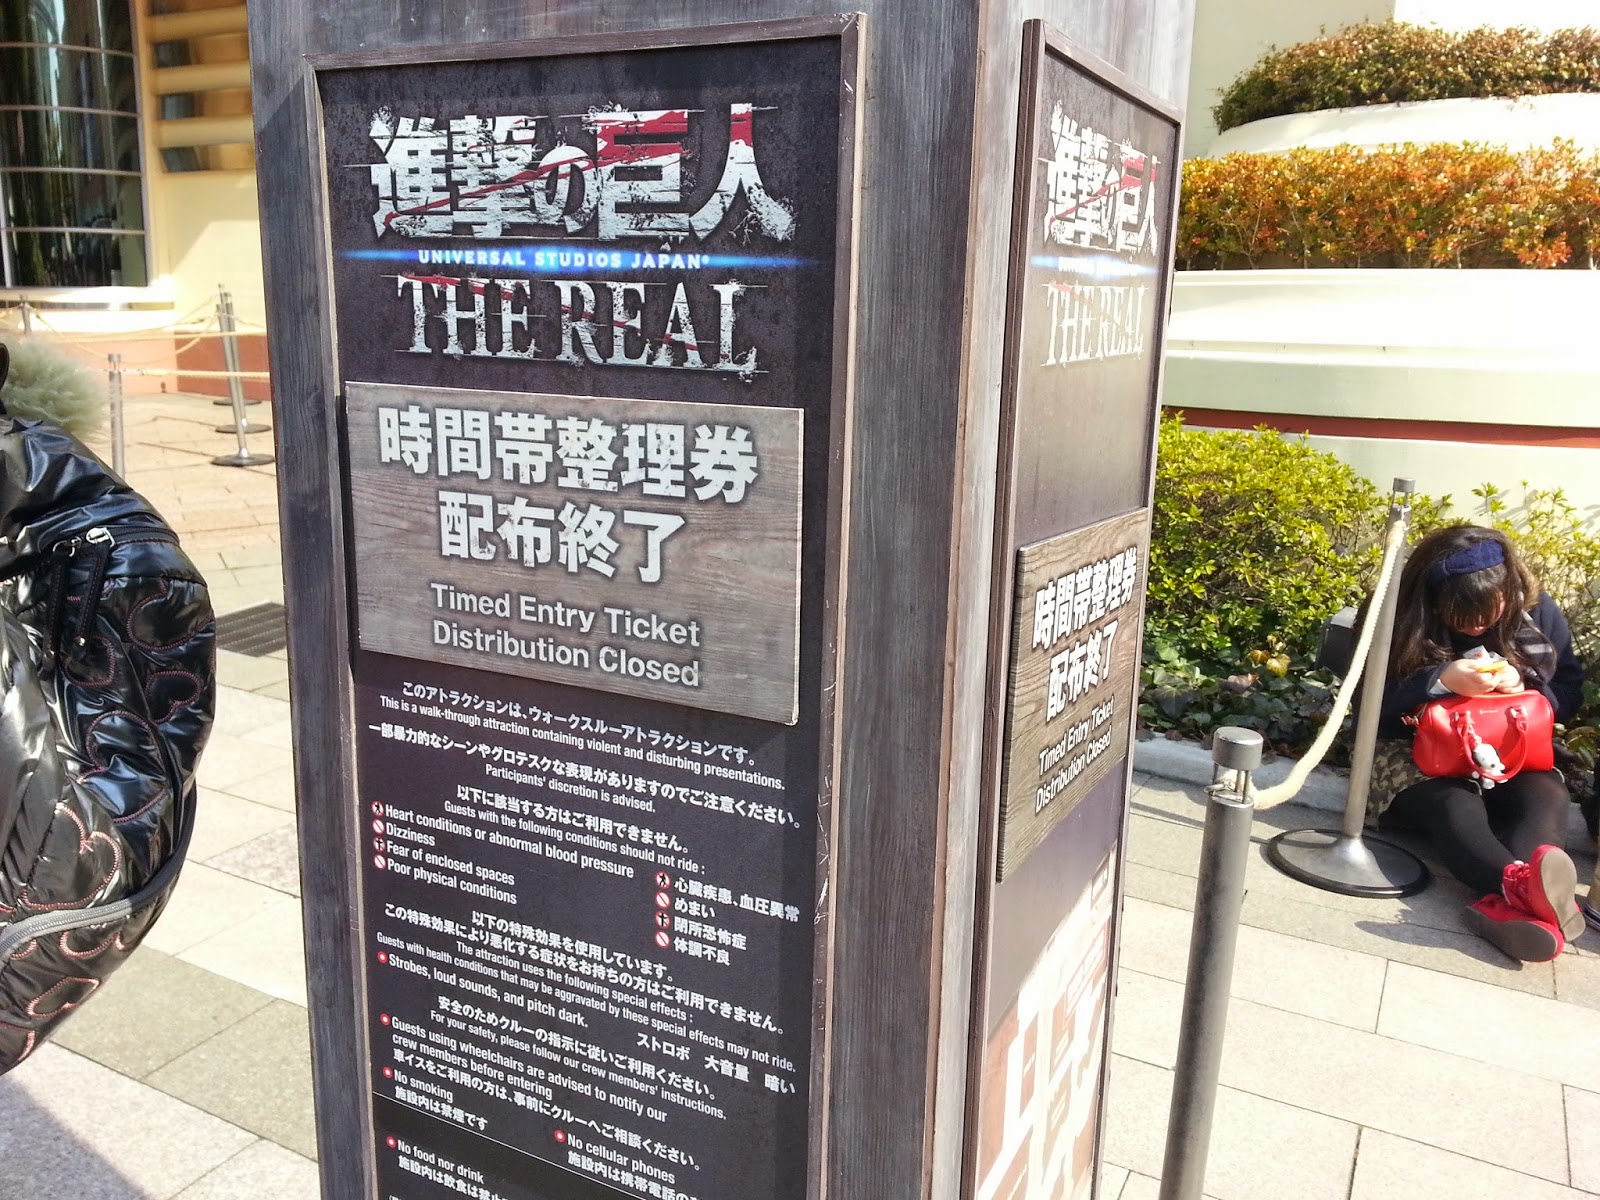 進撃の巨人
UNIVERSAL STUDIOS JAPAN®
THE REAL
時間帯整理券
配布終了
Timed Entry Ticket
Distribution Closed
このアトラクションは、ウォークスルーアトラクションです。
This is a walk-through attraction containing violent and disturbing presentations.
一部暴力的なシーンやグロテスクな表現がありますのでご注意ください。
Participants' discretion is advised.
以下に該当する方はご利用できません。
Guests with the following conditions should not ride :
Heart conditions or abnormal blood pressure
Dizziness
Fear of enclosed spaces
Poor physical conditions
心臓疾患、血圧異常
めまい
閉所恐怖症
体調不良
以下の特殊効果を使用しています。
この特殊効果により悪化する症状をお持ちの方はご利用できません。
The attraction uses the following special effects :
Guests with health conditions that may be aggravated by these special effects may not ride.
Strobes, loud sounds, and pitch dark.
ストロボ 大音量 暗い
安全のためクルーの指示に従いご利用ください。
For your safety, please follow our crew members' instructions.
Guests using wheelchairs are advised to notify our
crew members before entering
車イスをご利用の方は、事前にクルーへご相談ください。
No smoking
施設内は禁煙です
No cellular phones
施設内は携帯電話の
No food nor drink
施設内は飲食は禁止
進撃の巨人
THE REAL
時間帯整理券
配布終了
Timed Entry Ticket
Distribution Closed